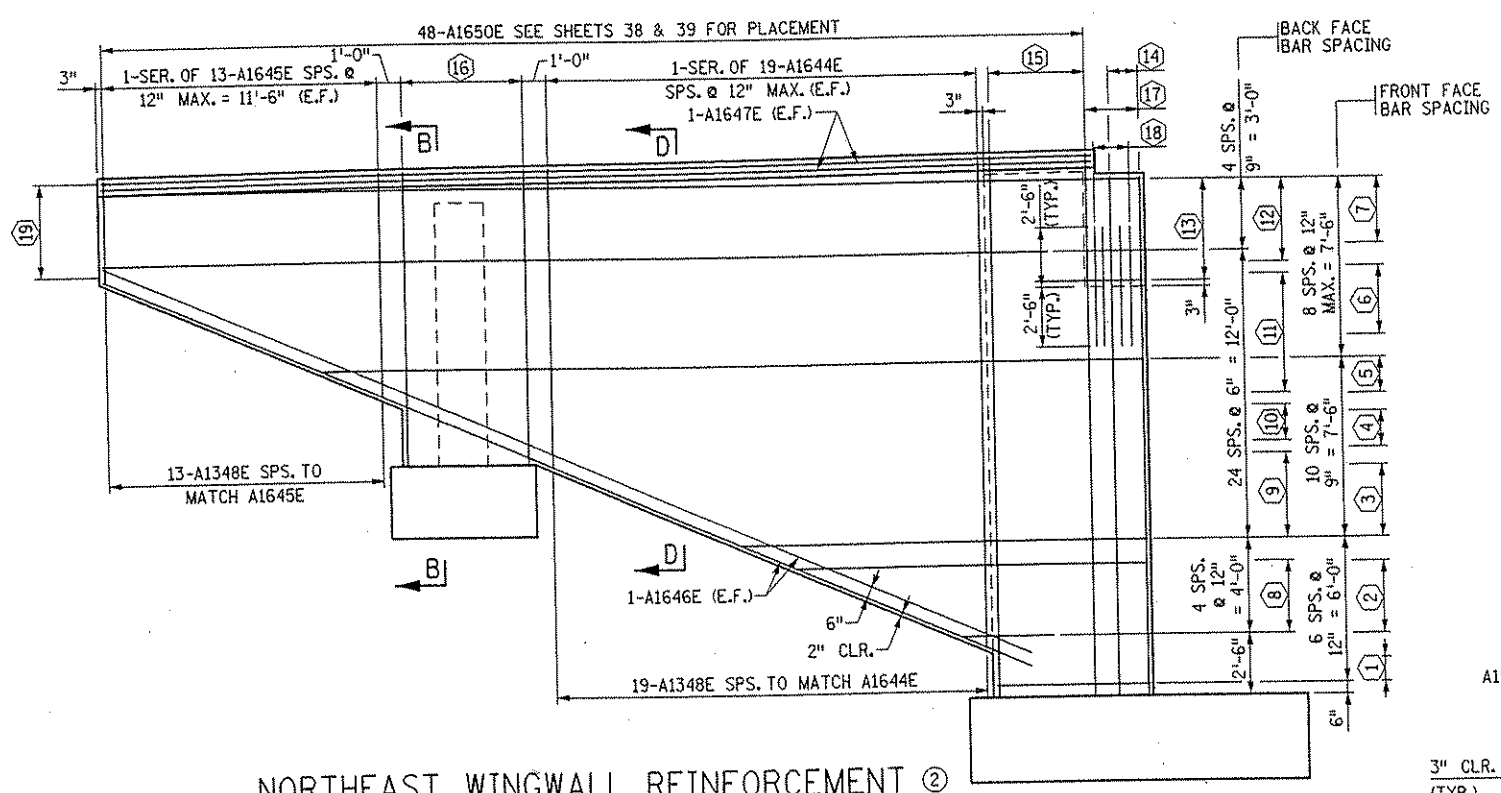 48-A1650E SEE SHEETS 38 & 39 FOR PLACEMENT
BACK FACE
BAR SPACING
FRONT FACE
BAR SPACING
3"
1-SER. OF 13-A1645E SPS. @
12" MAX. = 11'-6" (E.F.)
1'-0"
16
1'-0"
1-SER. OF 19-A1644E
SPS. @ 12" MAX. (E.F.)
1-A1647E (E.F.)
3"
15
14
17
18
4 SPS. @
9" = 3'-0"
B
D
19
2'-6"
(TYP.)
2'-6"
(TYP.)
13
3"
12
8 SPS. @ 12"
MAX. = 7'-6"
7
6
11
24 SPS. @ 6" = 12'-0"
10
9
10 SPS. @
9" = 7'-6"
5
4
3
13-A1348E SPS. TO
MATCH A1645E
B
D
1-A1646E (E.F.)
6"
2" CLR.
4 SPS.
@ 12"
= 4'-0"
8
6 SPS. @
12" = 6'-0"
2
2'-6"
1
6"
19-A1348E SPS. TO MATCH A1644E
A1
NORTHEAST WINGWALL REINFORCEMENT 2
3" CLR.
(TYP.)